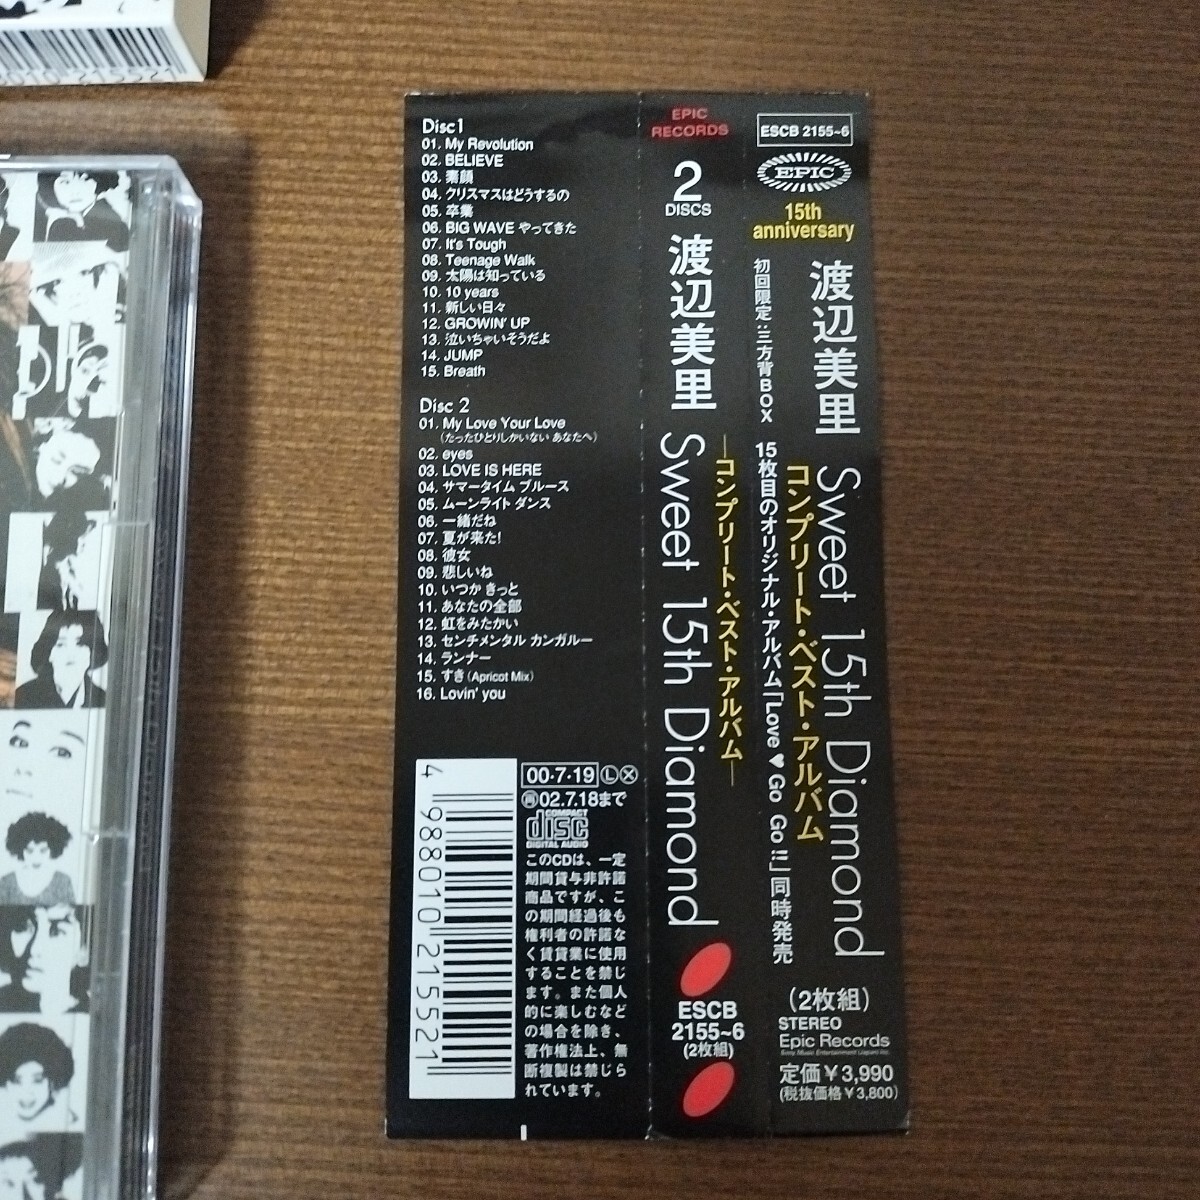 Disc1
01. My Revolution
02. BELIEVE
03. 素顔
04. クリスマスはどうするの
05. 卒業
06. BIG WAVE やってきた
07. It's Tough
08. Teenage Walk
09. 太陽は知っている
10. 10 years
11. 新しい日々
12. GROWIN' UP
13. 泣いちゃいそうだよ
14. JUMP
15. Breath
Disc 2
01. My Love Your Love
(たったひとりしかいない あなたへ)
02. eyes
03. LOVE IS HERE
04. サマータイム ブルース
05. ムーンライト ダンス
06. 一緒だね
07. 夏が来た!
08. 彼女
09. 悲しいね
10. いつか きっと
11. あなたの全部
12. 虹をみたかい
13. センチメンタル カンガルー
14. ランナー
15. すき (Apricot Mix)
16. Lovin' you
4 988010 215521
00・7・19 Ⓛ Ⓧ
02.7.18まで
COMPACT
disc
DIGITAL AUDIO
このCDは、一定
期間貸与非許諾
商品ですが、こ
の期間経過後も
権利者の許諾な
く賃貸業に使用
することを禁じ
ます。また個人
的に楽しむなど
の場合を除き、
著作権法上、無
断複製は禁じら
れています。
EPIC
RECORDS
2
DISCS
渡辺美里
Sweet 15th Diamond
—コンプリート・ベスト・アルバム—
ESCB
2155~6
(2枚組)
ESCB 2155~6
EPIC
15th
anniversary
渡辺美里
Sweet 15th Diamond
コンプリート・ベスト・アルバム
初回限定:三方背BOX
15枚目のオリジナル・アルバム「Love♥Go Go!!」同時発売
(2枚組)
STEREO
Epic Records
Sony Music Entertainment (Japan) Inc.
定価￥3,990
(税抜価格￥3,800)